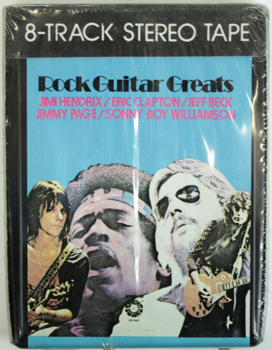 8-TRACK STEREO TAPE
Rock Guitar Greats
JIMI HENDRIX/ERIC CLAPTON/JEFF BECK
JIMMY PAGE/SONNY BOY WILLIAMSON